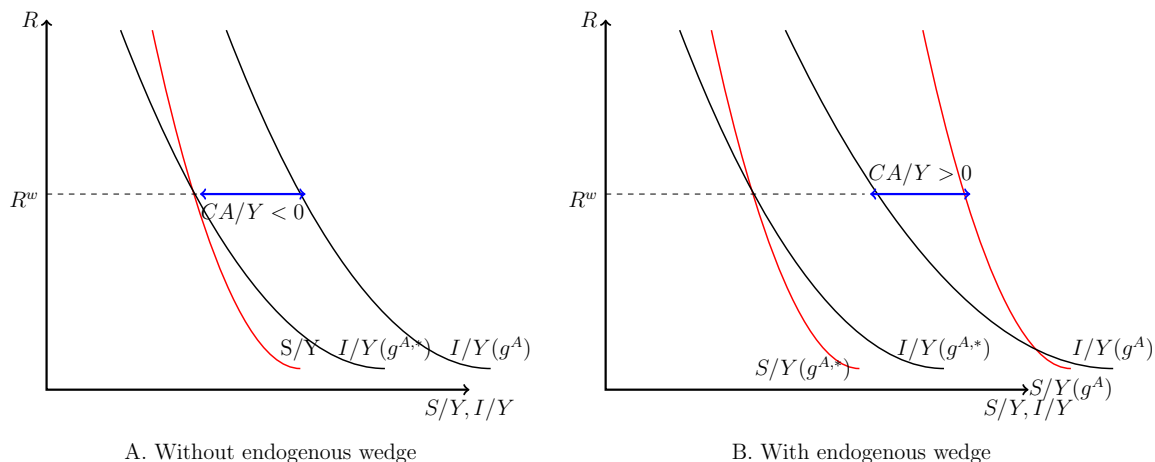 R
R^w
CA/Y < 0
S/Y
I/Y(g^{A,*})
I/Y(g^A)
S/Y, I/Y
A. Without endogenous wedge
R
R^w
CA/Y > 0
S/Y(g^{A,*})
I/Y(g^{A,*})
I/Y(g^A)
S/Y(g^A)
S/Y, I/Y
B. With endogenous wedge